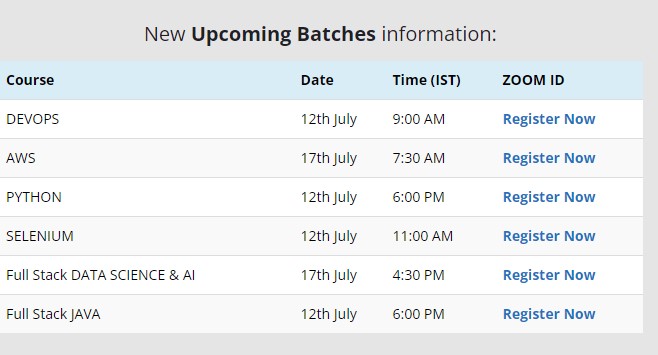 New Upcoming Batches information:
Course Date Time (IST) ZOOM ID
DEVOPS 12th July 9:00 AM Register Now
AWS 17th July 7:30 AM Register Now
PYTHON 12th July 6:00 PM Register Now
SELENIUM 12th July 11:00 AM Register Now
Full Stack DATA SCIENCE & AI 17th July 4:30 PM Register Now
Full Stack JAVA 12th July 6:00 PM Register Now